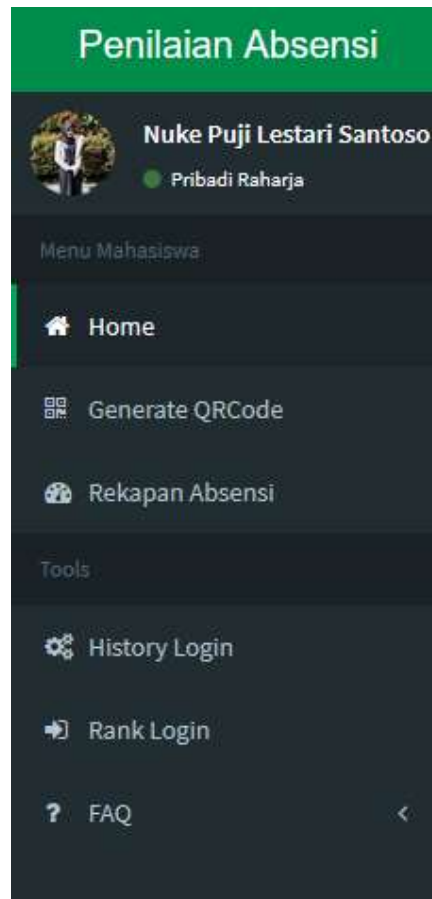 Penilaian Absensi
Nuke Puji Lestari Santoso
Pribadi Raharja
Menu Mahasiswa
Home
Generate QRCode
Rekapan Absensi
Tools
History Login
Rank Login
? FAQ